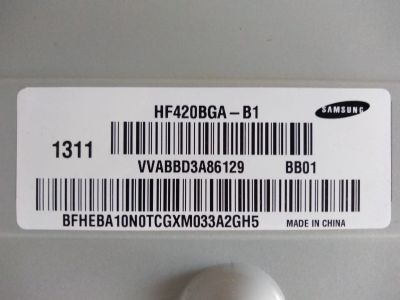 HF420BGA-B1
SAMSUNG
1311
VVABBD3A86129 BB01
BFHEBA10N0TCGXM033A2GH5 MADE IN CHINA